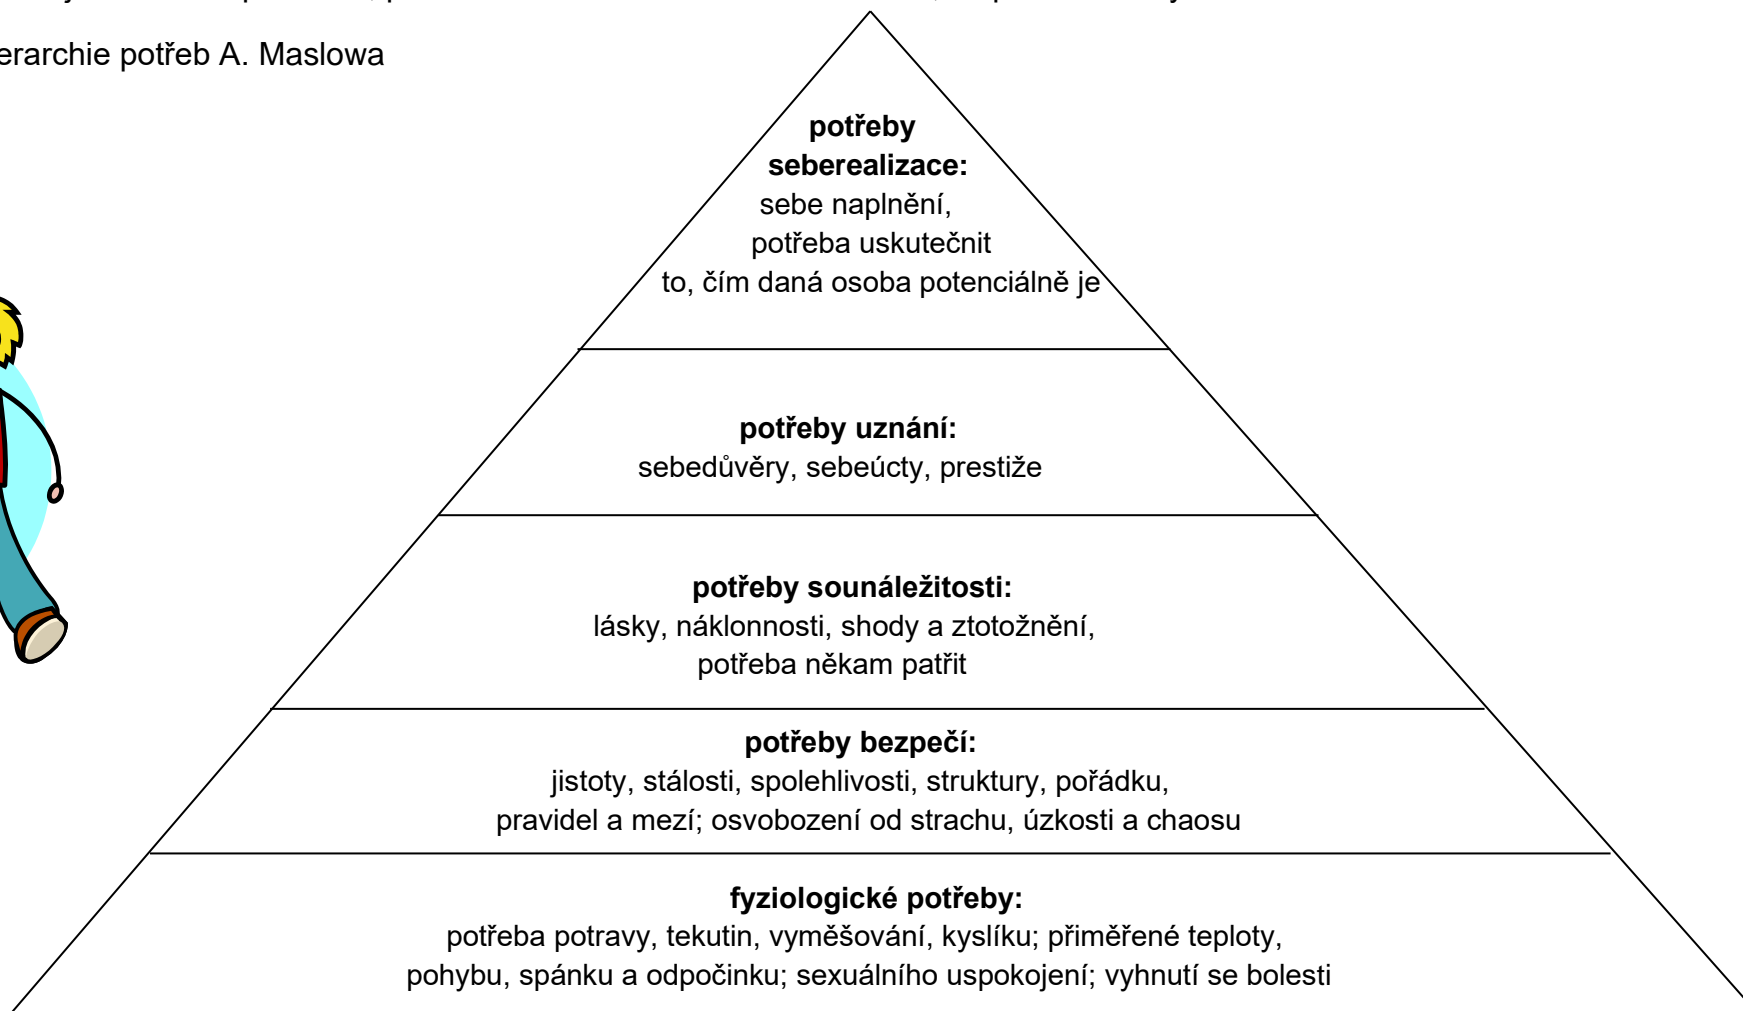 erarchie potřeb A. Maslowa
potřeby
seberealizace:
sebe naplnění,
potřeba uskutečnit
to, čím daná osoba potenciálně je
potřeby uznání:
sebedůvěry, sebeúcty, prestiže
potřeby sounáležitosti:
lásky, náklonnosti, shody a ztotožnění,
potřeba někam patřit
potřeby bezpečí:
jistoty, stálosti, spolehlivosti, struktury, pořádku,
pravidel a mezí; osvobození od strachu, úzkosti a chaosu
fyziologické potřeby:
potřeba potravy, tekutin, vyměšování, kyslíku; přiměřené teploty,
pohybu, spánku a odpočinku; sexuálního uspokojení; vyhnutí se bolesti